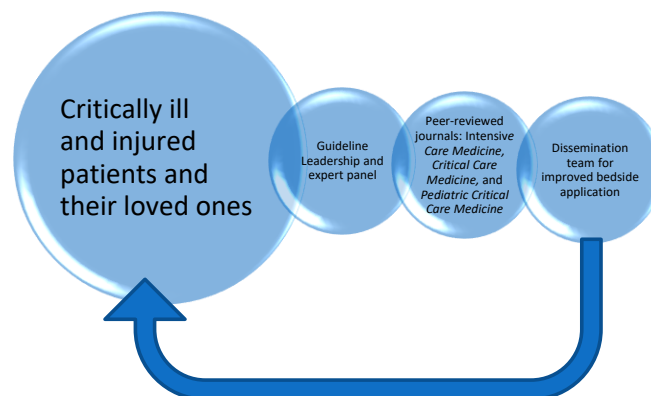 Critically ill
and injured
patients and
their loved ones
Guideline
Leadership and
expert panel
Peer-reviewed
journals: Intensive
Care Medicine,
Critical Care
Medicine, and
Pediatric Critical
Care Medicine
Dissemination
team for
improved bedside
application